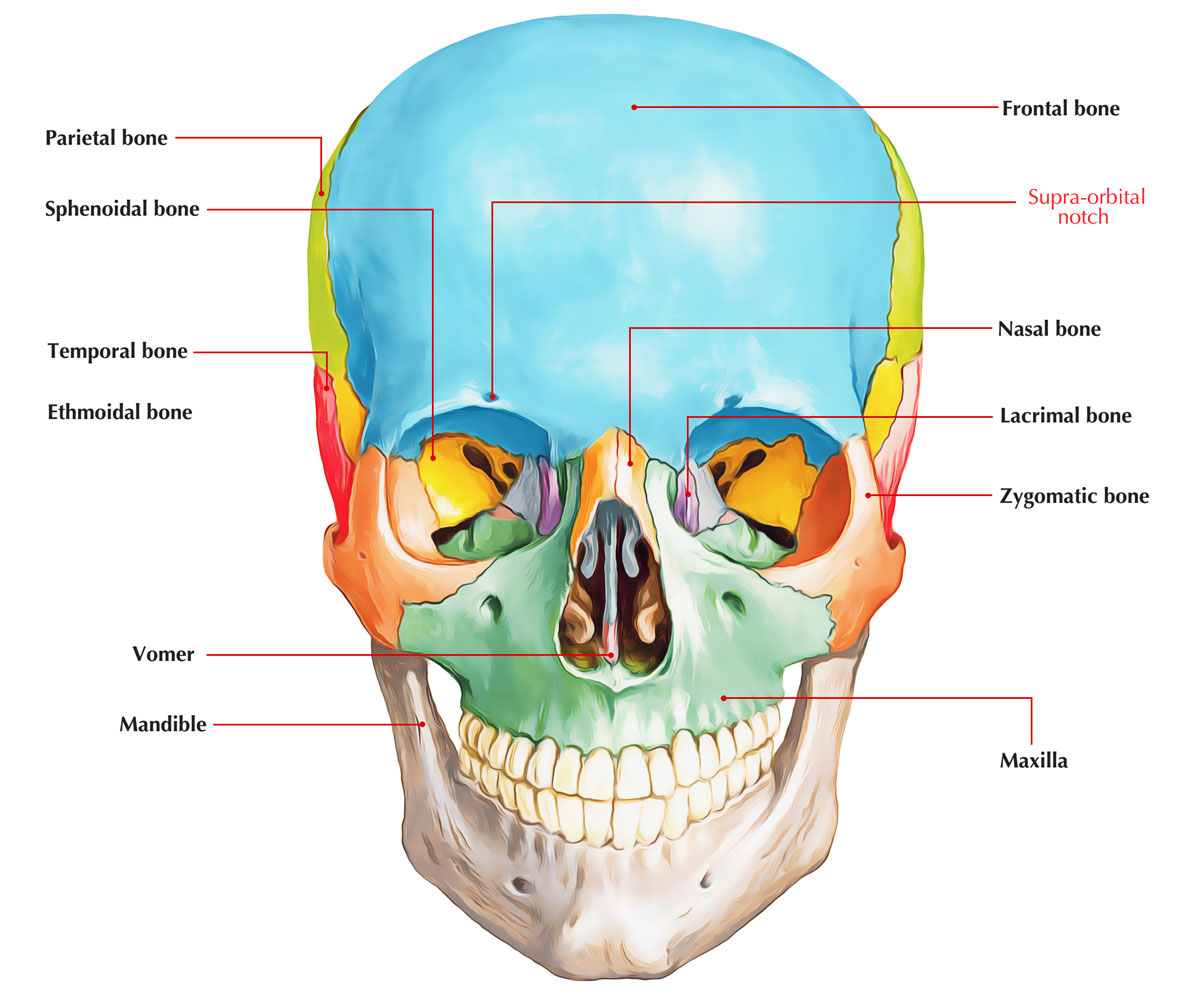 Frontal bone
Parietal bone
Supra-orbital
notch
Sphenoidal bone
Nasal bone
Temporal bone
Ethmoidal bone
Lacrimal bone
Zygomatic bone
Vomer
Mandible
Maxilla